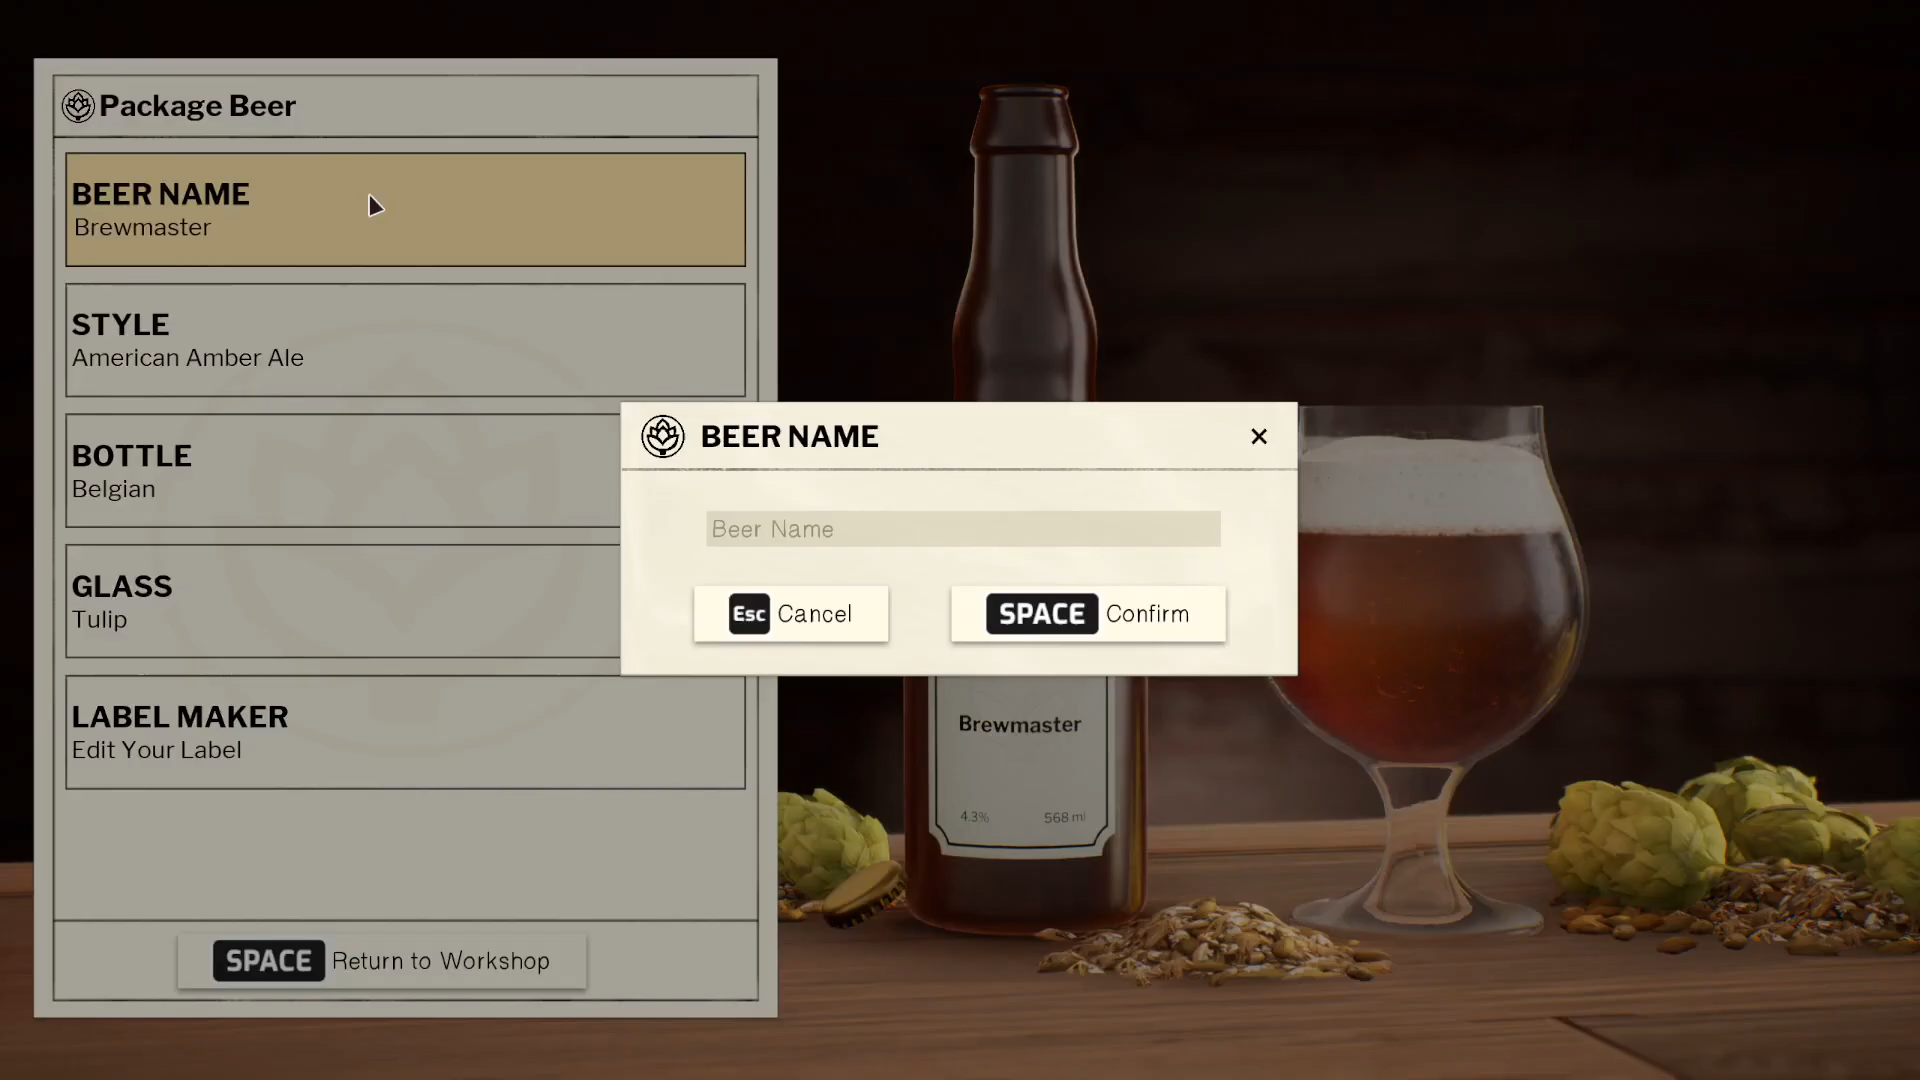 Package Beer
BEER NAME
Brewmaster
STYLE
American Amber Ale
BOTTLE
Belgian
GLASS
Tulip
LABEL MAKER
Edit Your Label
SPACE Return to Workshop
BEER NAME
Beer Name
Esc Cancel
SPACE Confirm
Brewmaster
4.3% 568 ml